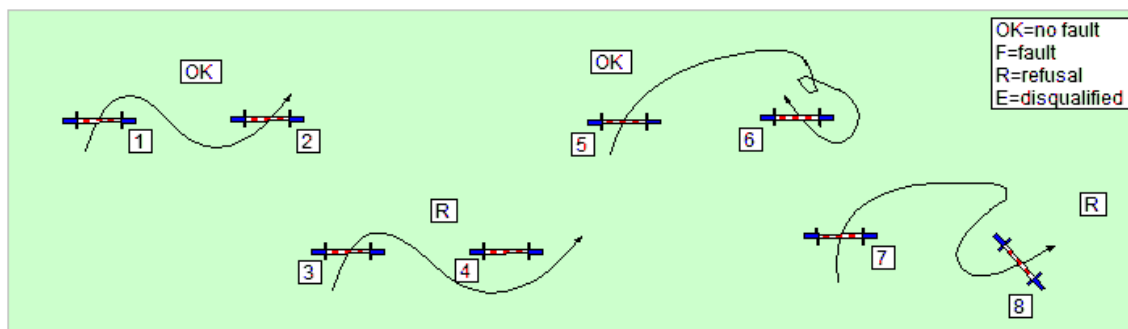 OK
OK
OK=no fault
F=fault
R=refusal
E=disqualified
1
2
5
6
R
R
3
4
7
8